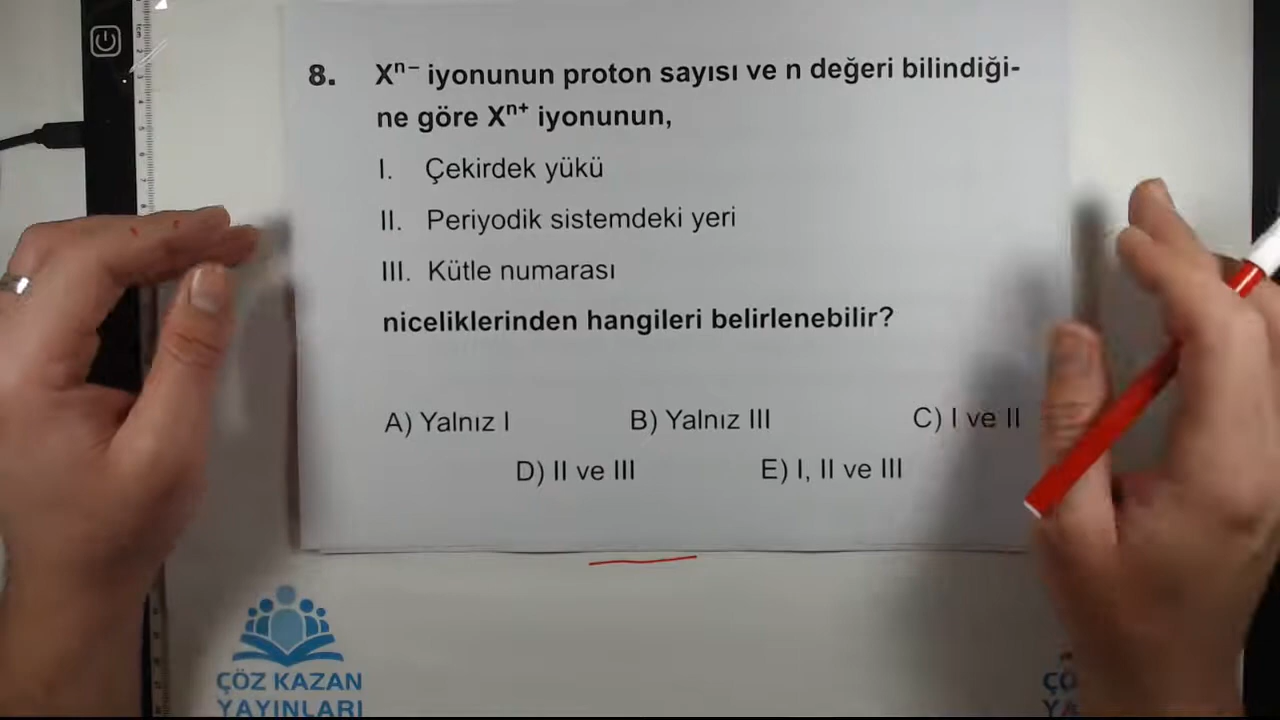 8. Xⁿ⁻ iyonunun proton sayısı ve n değeri bilindiği-
ne göre Xⁿ⁺ iyonunun,
I. Çekirdek yükü
II. Periyodik sistemdeki yeri
III. Kütle numarası
niceliklerinden hangileri belirlenebilir?
A) Yalnız I B) Yalnız III C) I ve II
D) II ve III E) I, II ve III
ÇÖZ KAZAN
YAYINLARI